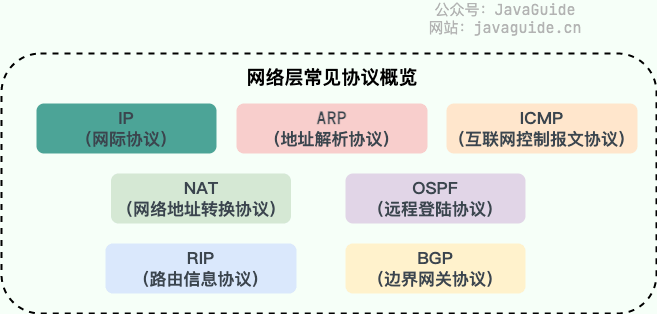 公众号：JavaGuide
网站：javaguide.cn
网络层常见协议概览
IP
（网际协议）
ARP
（地址解析协议）
ICMP
（互联网控制报文协议）
NAT
（网络地址转换协议）
OSPF
（远程登陆协议）
RIP
（路由信息协议）
BGP
（边界网关协议）